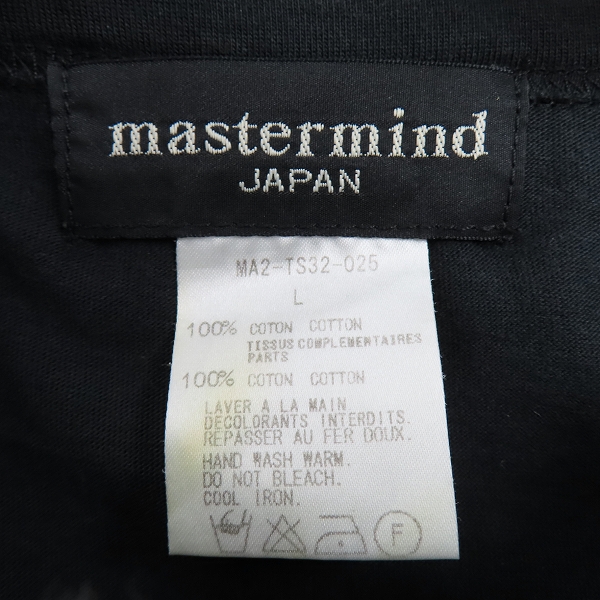 mastermind
JAPAN
MA2-TS32-025
L
100% COTON COTTON
TISSUS COMPLEMENTAIRES
PARTS
100% COTON COTTON
LAVER A LA MAIN.
DECOLORANTS INTERDITS.
REPASSER AU FER DOUX.
HAND WASH WARM.
DO NOT BLEACH.
COOL IRON.
F